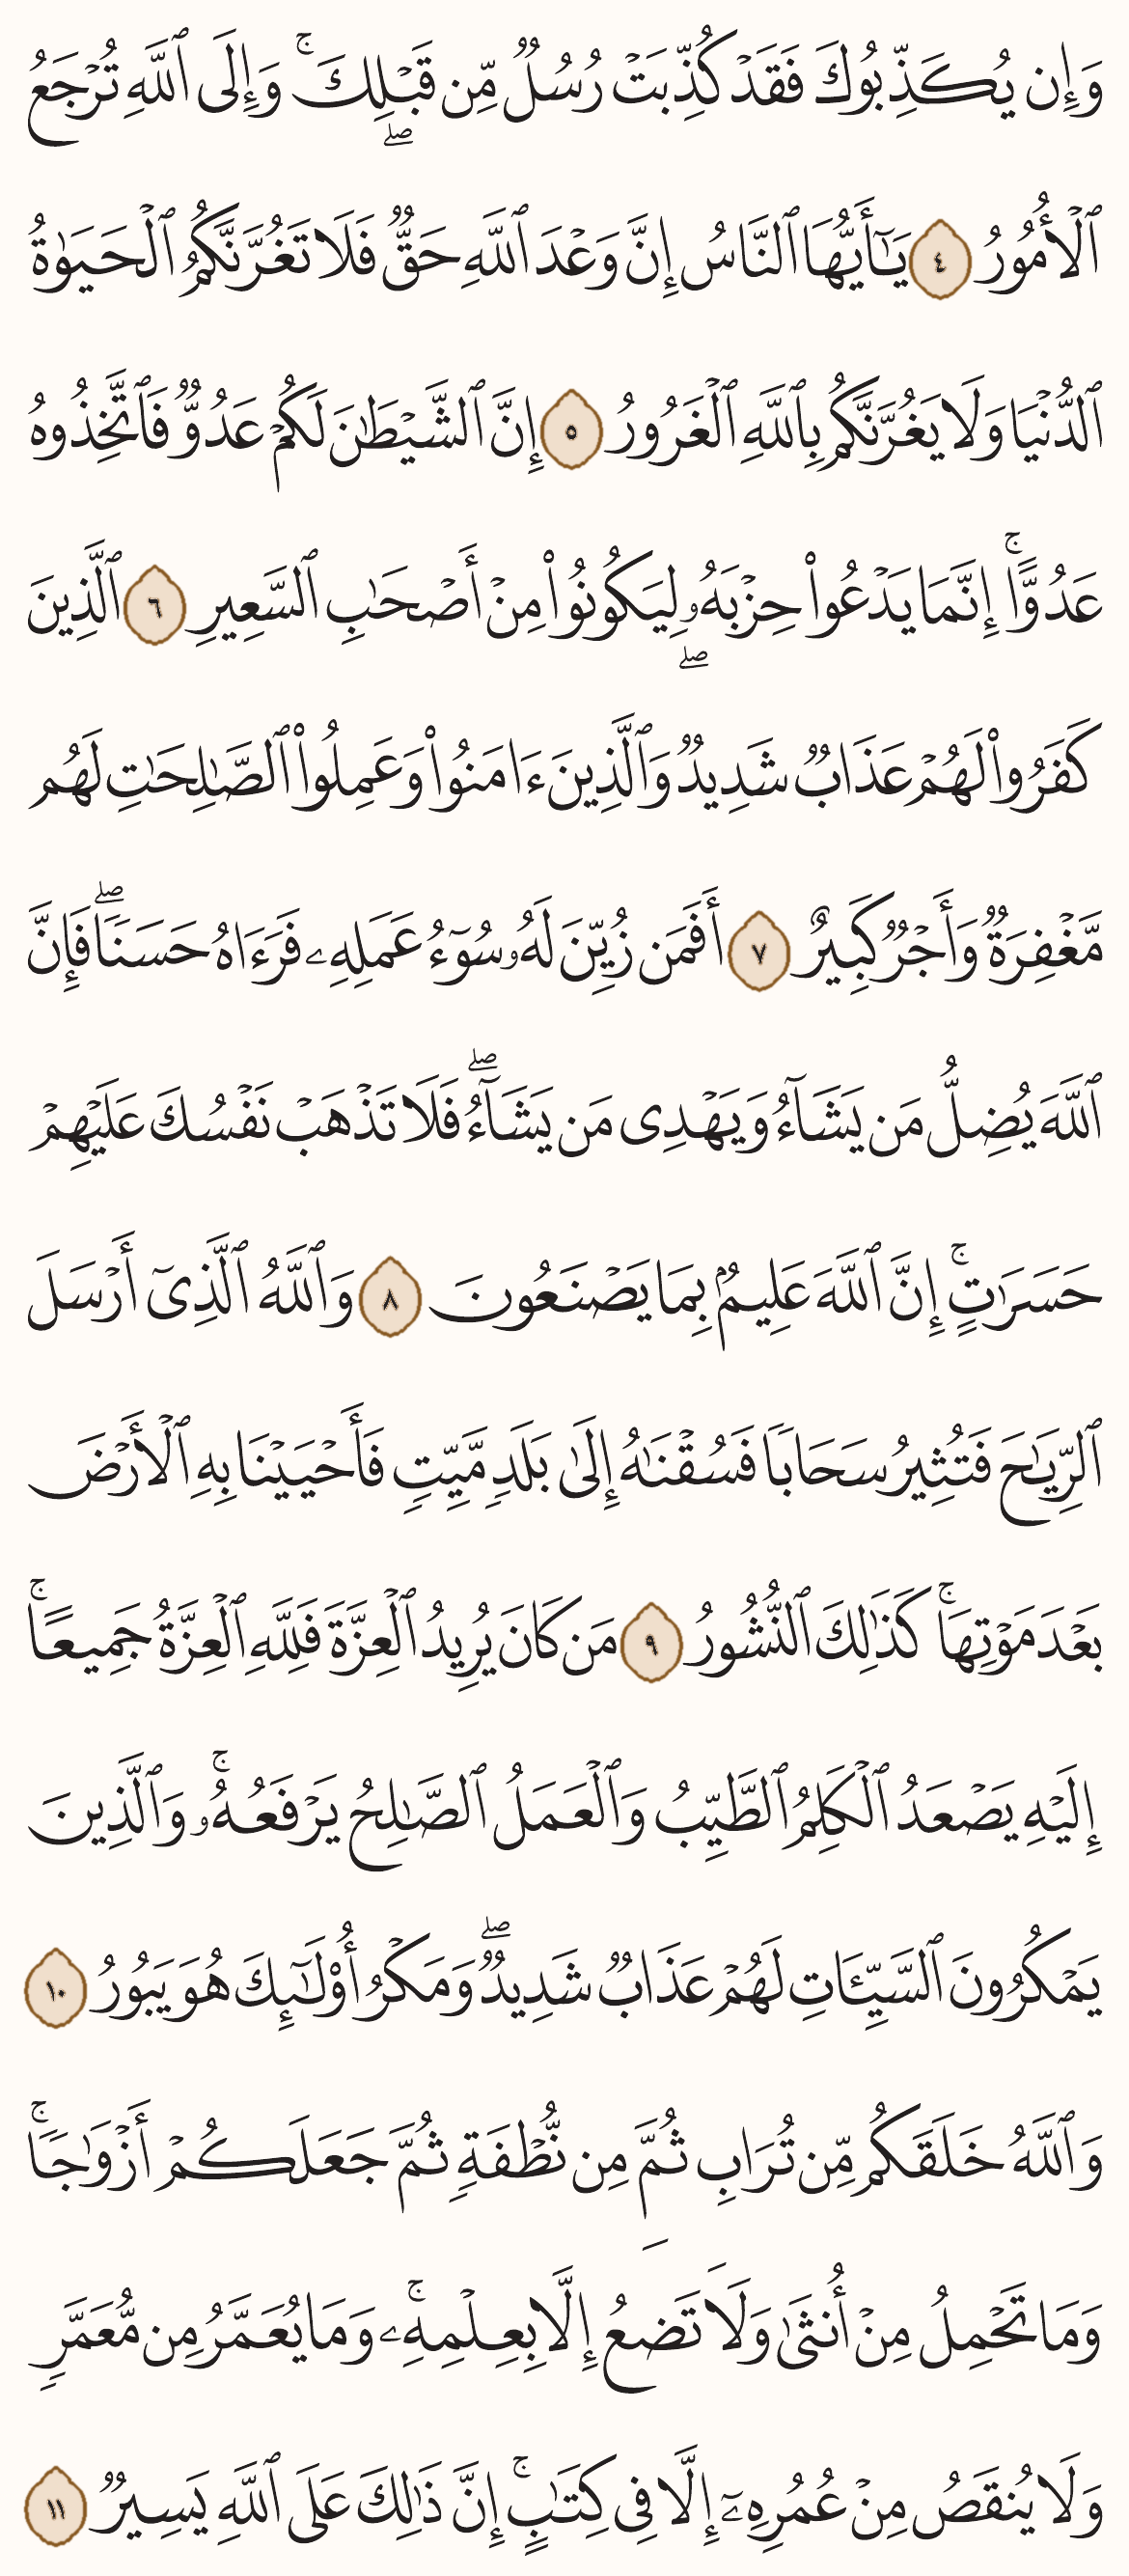 وَإِن يُكَذِّبُوكَ فَقَدۡ كُذِّبَتۡ رُسُلٞ مِّن قَبۡلِكَۚ وَإِلَى ٱللَّهِ تُرۡجَعُ
ٱلۡأُمُورُ ٤ يَٰٓأَيُّهَا ٱلنَّاسُ إِنَّ وَعۡدَ ٱللَّهِ حَقّٞ فَلَا تَغُرَّنَّكُمُ ٱلۡحَيَوٰةُ
ٱلدُّنۡيَا وَلَا يَغُرَّنَّكُم بِٱللَّهِ ٱلۡغَرُورُ ٥ إِنَّ ٱلشَّيۡطَٰنَ لَكُمۡ عَدُوّٞ فَٱتَّخِذُوهُ
عَدُوًّاۚ إِنَّمَا يَدۡعُواْ حِزۡبَهُۥ لِيَكُونُواْ مِنۡ أَصۡحَٰبِ ٱلسَّعِيرِ ٦ ٱلَّذِينَ
كَفَرُواْ لَهُمۡ عَذَابٞ شَدِيدٞۖ وَٱلَّذِينَ ءَامَنُواْ وَعَمِلُواْ ٱلصَّٰلِحَٰتِ لَهُم
مَّغۡفِرَةٞ وَأَجۡرٞ كَبِيرٌ ٧ أَفَمَن زُيِّنَ لَهُۥ سُوٓءُ عَمَلِهِۦ فَرَءَاهُ حَسَنٗاۖ فَإِنَّ
ٱللَّهَ يُضِلُّ مَن يَشَآءُ وَيَهۡدِي مَن يَشَآءُۖ فَلَا تَذۡهَبۡ نَفۡسُكَ عَلَيۡهِمۡ
حَسَرَٰتٍۚ إِنَّ ٱللَّهَ عَلِيمُۢ بِمَا يَصۡنَعُونَ ٨ وَٱللَّهُ ٱلَّذِيٓ أَرۡسَلَ
ٱلرِّيَٰحَ فَتُثِيرُ سَحَابٗا فَسُقۡنَٰهُ إِلَىٰ بَلَدٖ مَّيِّتٖ فَأَحۡيَيۡنَا بِهِ ٱلۡأَرۡضَ
بَعۡدَ مَوۡتِهَاۚ كَذَٰلِكَ ٱلنُّشُورُ ٩ مَن كَانَ يُرِيدُ ٱلۡعِزَّةَ فَلِلَّهِ ٱلۡعِزَّةُ جَمِيعًاۚ
إِلَيۡهِ يَصۡعَدُ ٱلۡكَلِمُ ٱلطَّيِّبُ وَٱلۡعَمَلُ ٱلصَّٰلِحُ يَرۡفَعُهُۥۚ وَٱلَّذِينَ
يَمۡكُرُونَ ٱلسَّيِّـَٔاتِ لَهُمۡ عَذَابٞ شَدِيدٞۖ وَمَكۡرُ أُوْلَٰٓئِكَ هُوَ يَبُورُ ١٠
وَٱللَّهُ خَلَقَكُم مِّن تُرَابٖ ثُمَّ مِن نُّطۡفَةٖ ثُمَّ جَعَلَكُمۡ أَزۡوَٰجٗاۚ
وَمَا تَحۡمِلُ مِنۡ أُنثَىٰ وَلَا تَضَعُ إِلَّا بِعِلۡمِهِۦۚ وَمَا يُعَمَّرُ مِن مُّعَمَّرٖ
وَلَا يُنقَصُ مِنۡ عُمُرِهِۦٓ إِلَّا فِي كِتَٰبٍۚ إِنَّ ذَٰلِكَ عَلَى ٱللَّهِ يَسِيرٞ ١١